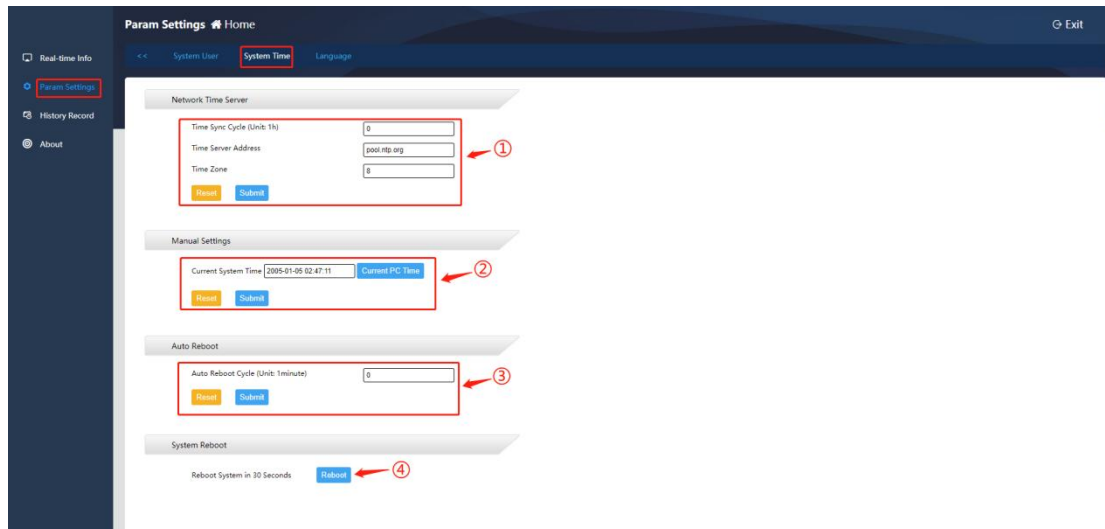 Param Settings Home Exit
Real-time Info
Param Settings
History Record
About
<< System User System Time Language
Network Time Server
Time Sync Cycle (Unit: 1h) 0
Time Server Address pool.ntp.org
Time Zone 8
Reset Submit
①
Manual Settings
Current System Time 2005-01-05 02:47:11 Current PC Time
Reset Submit
②
Auto Reboot
Auto Reboot Cycle (Unit: 1minute) 0
Reset Submit
③
System Reboot
Reboot System in 30 Seconds Reboot
④